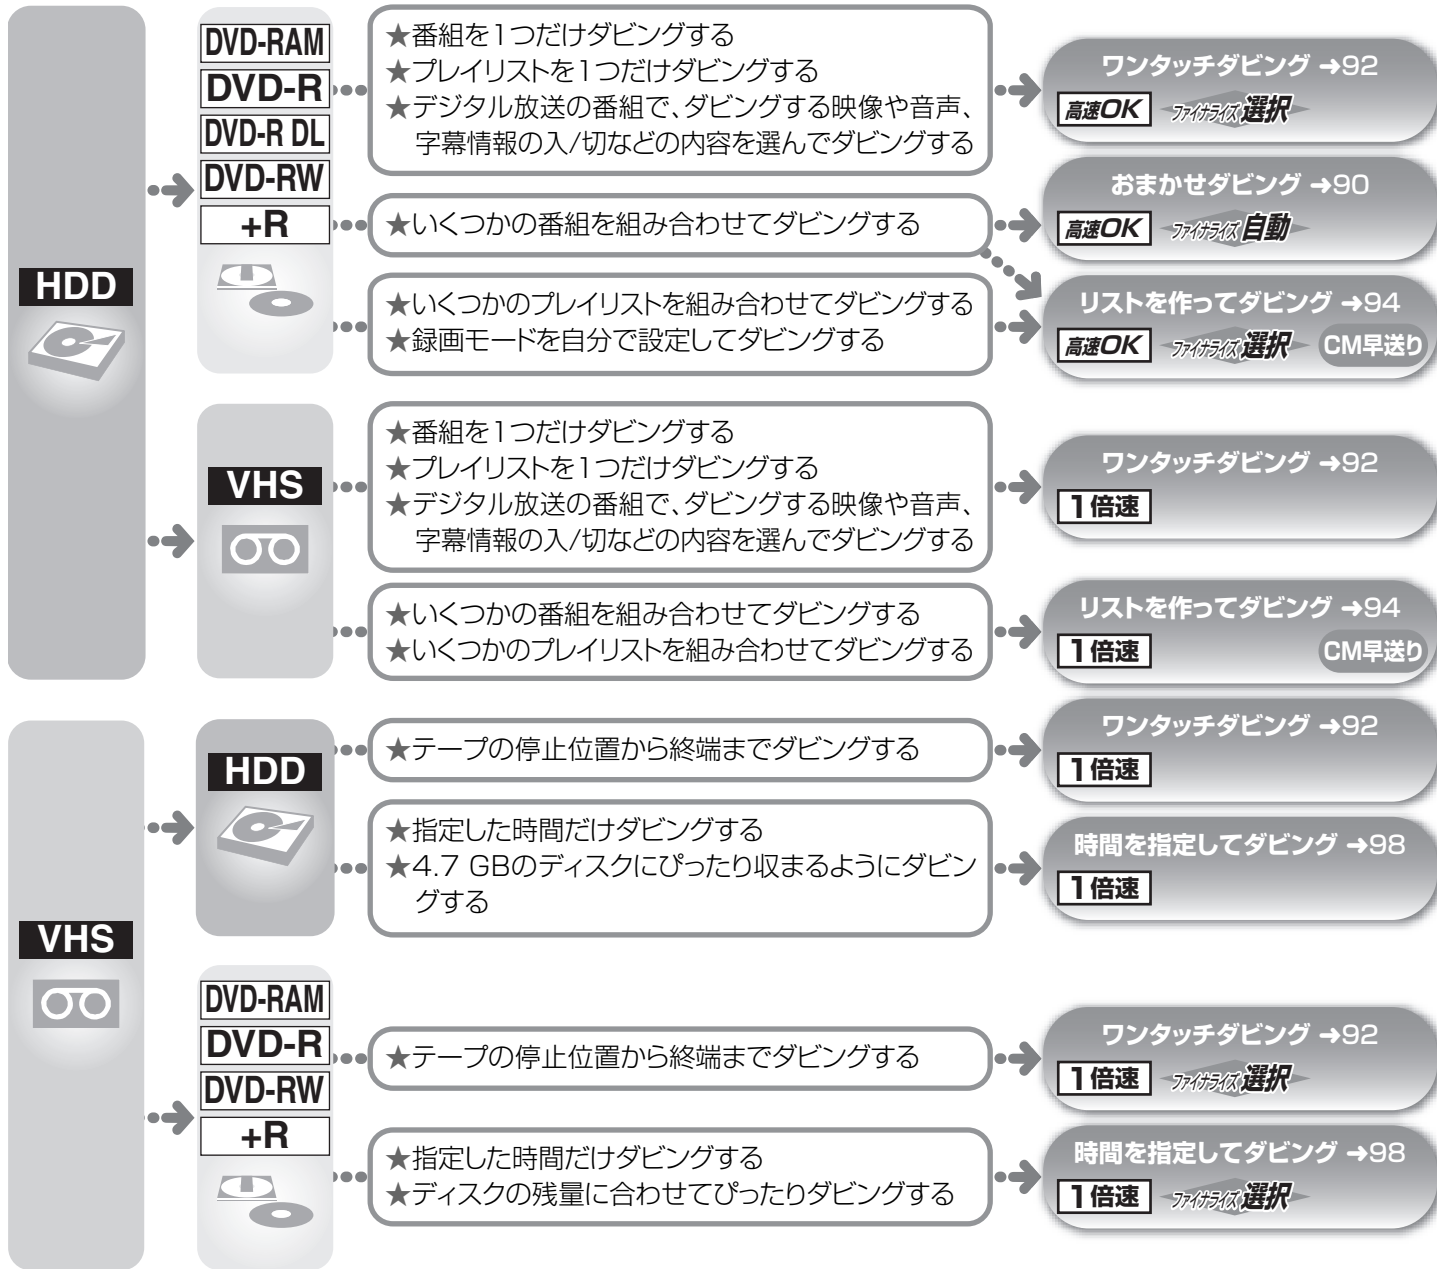 HDD
DVD-RAM
DVD-R
DVD-R DL
DVD-RW
+R
★番組を1つだけダビングする
★プレイリストを1つだけダビングする
★デジタル放送の番組で、ダビングする映像や音声、
字幕情報の入/切などの内容を選んでダビングする
ワンタッチダビング ➜92
高速OK ファイナライズ選択
★いくつかの番組を組み合わせてダビングする
おまかせダビング ➜90
高速OK ファイナライズ自動
★いくつかのプレイリストを組み合わせてダビングする
★録画モードを自分で設定してダビングする
リストを作ってダビング ➜94
高速OK ファイナライズ選択 CM早送り
VHS
★番組を1つだけダビングする
★プレイリストを1つだけダビングする
★デジタル放送の番組で、ダビングする映像や音声、
字幕情報の入/切などの内容を選んでダビングする
ワンタッチダビング ➜92
1倍速
★いくつかの番組を組み合わせてダビングする
★いくつかのプレイリストを組み合わせてダビングする
リストを作ってダビング ➜94
1倍速 CM早送り
VHS
HDD
★テープの停止位置から終端までダビングする
ワンタッチダビング ➜92
1倍速
★指定した時間だけダビングする
★4.7 GBのディスクにぴったり収まるようにダビン
グする
時間を指定してダビング ➜98
1倍速
DVD-RAM
DVD-R
DVD-RW
+R
★テープの停止位置から終端までダビングする
ワンタッチダビング ➜92
1倍速 ファイナライズ選択
★指定した時間だけダビングする
★ディスクの残量に合わせてぴったりダビングする
時間を指定してダビング ➜98
1倍速 ファイナライズ選択